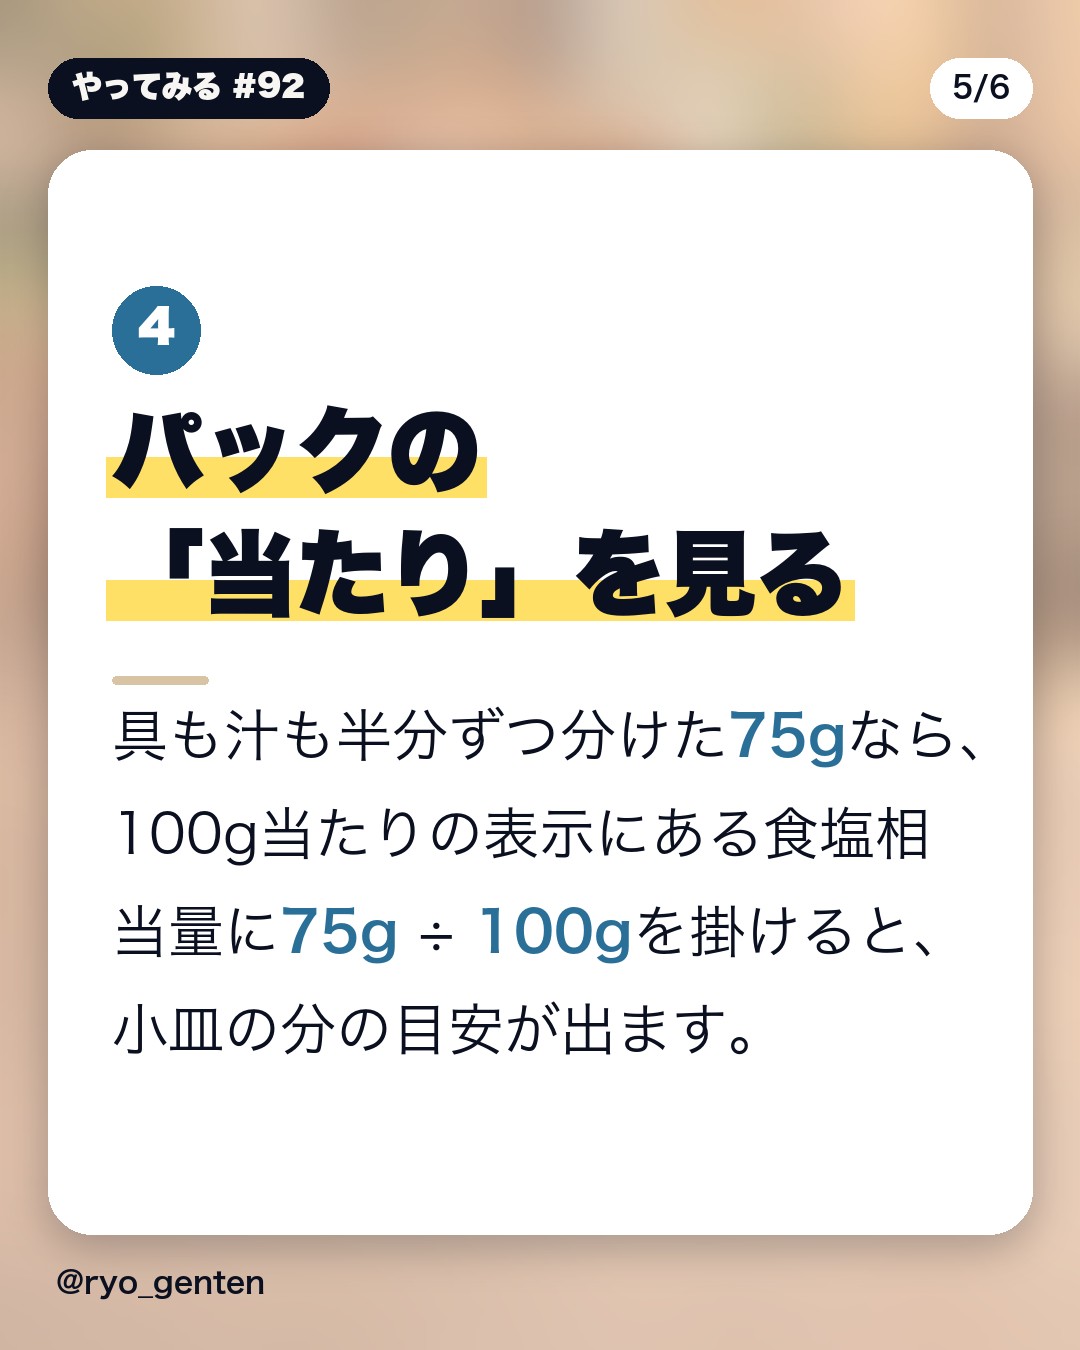 やってみる #92
5/6
4
パックの
「当たり」を見る
具も汁も半分ずつ分けた75gなら、
100g当たりの表示にある食塩相
当量に75g ÷ 100gを掛けると、
小皿の分の目安が出ます。
@ryo_genten